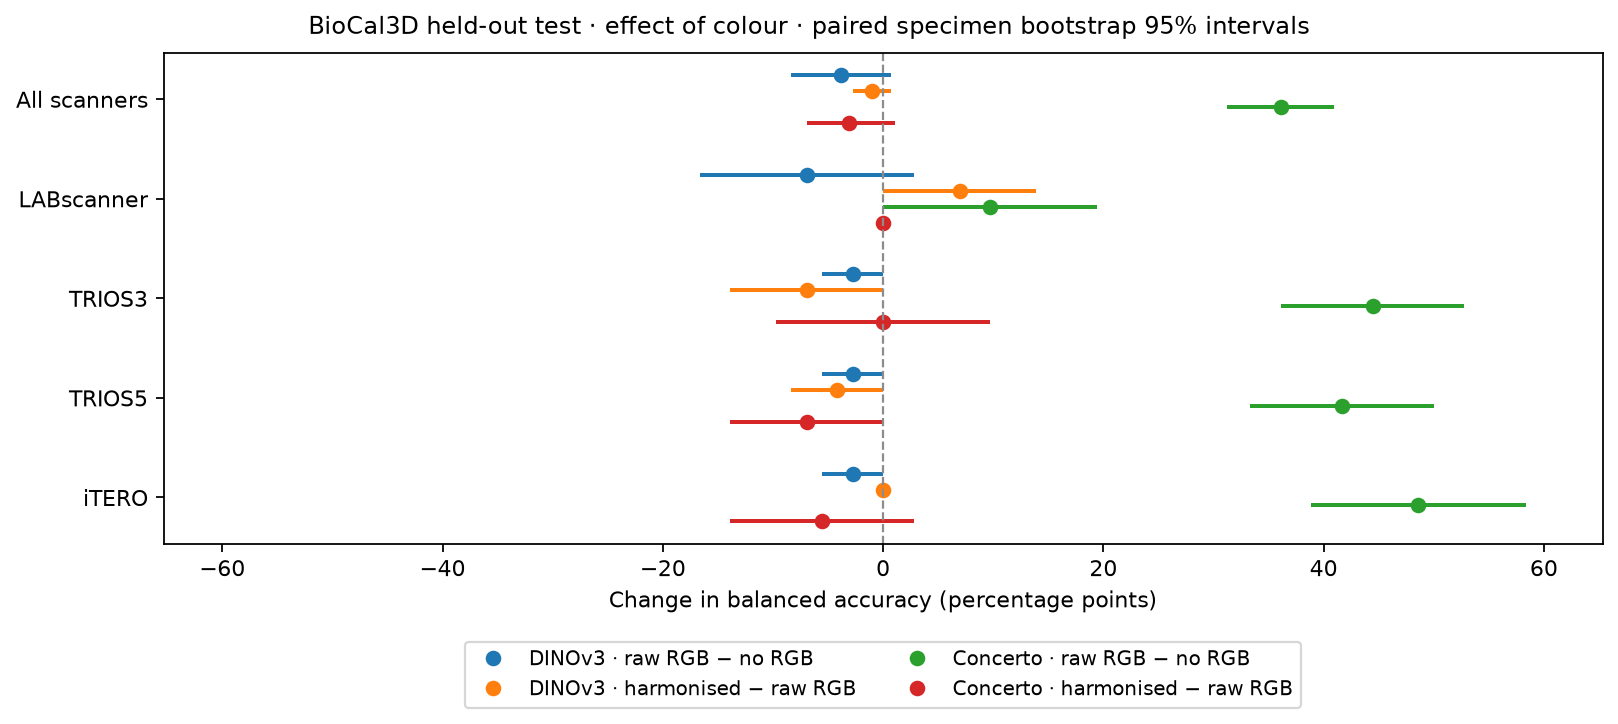 BioCal3D held-out test · effect of colour · paired specimen bootstrap 95% intervals
All scanners
LABscanner
TRIOS3
TRIOS5
iTERO
−60 −40 −20 0 20 40 60
Change in balanced accuracy (percentage points)
DINOv3 · raw RGB − no RGB
DINOv3 · harmonised − raw RGB
Concerto · raw RGB − no RGB
Concerto · harmonised − raw RGB